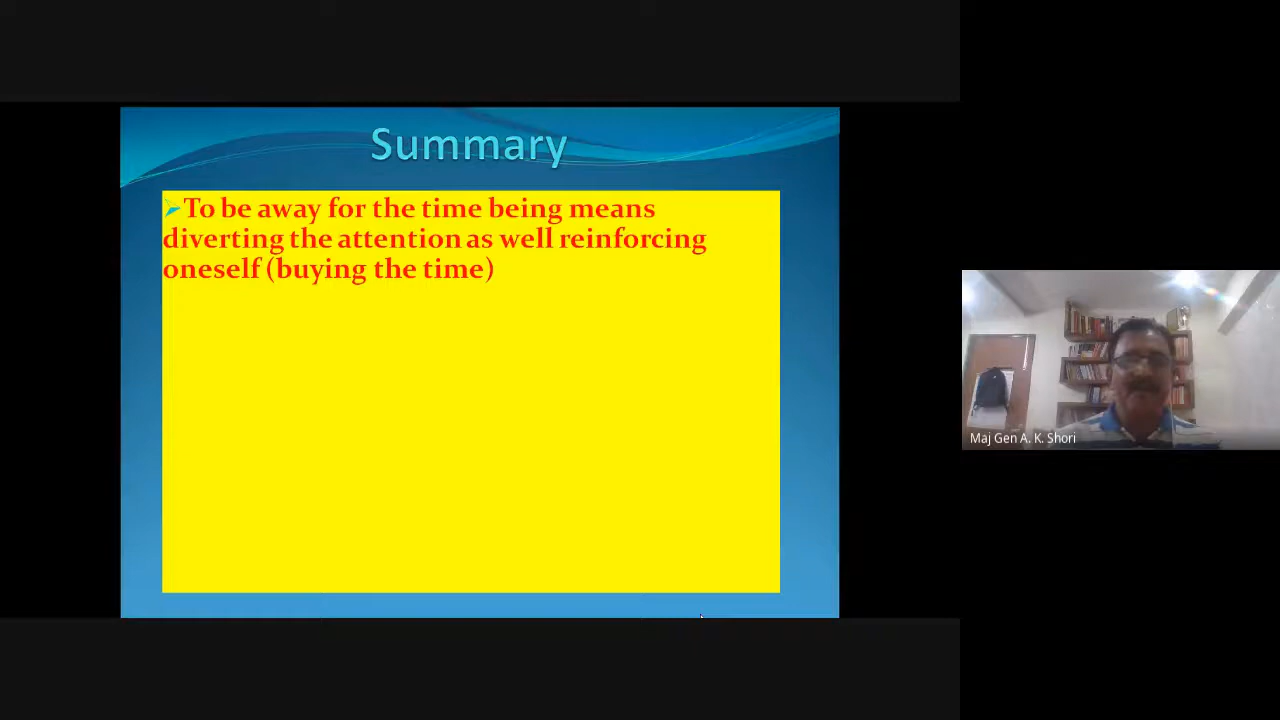 Summary
To be away for the time being means
diverting the attention as well reinforcing
oneself (buying the time)
Maj Gen A. K. Shori